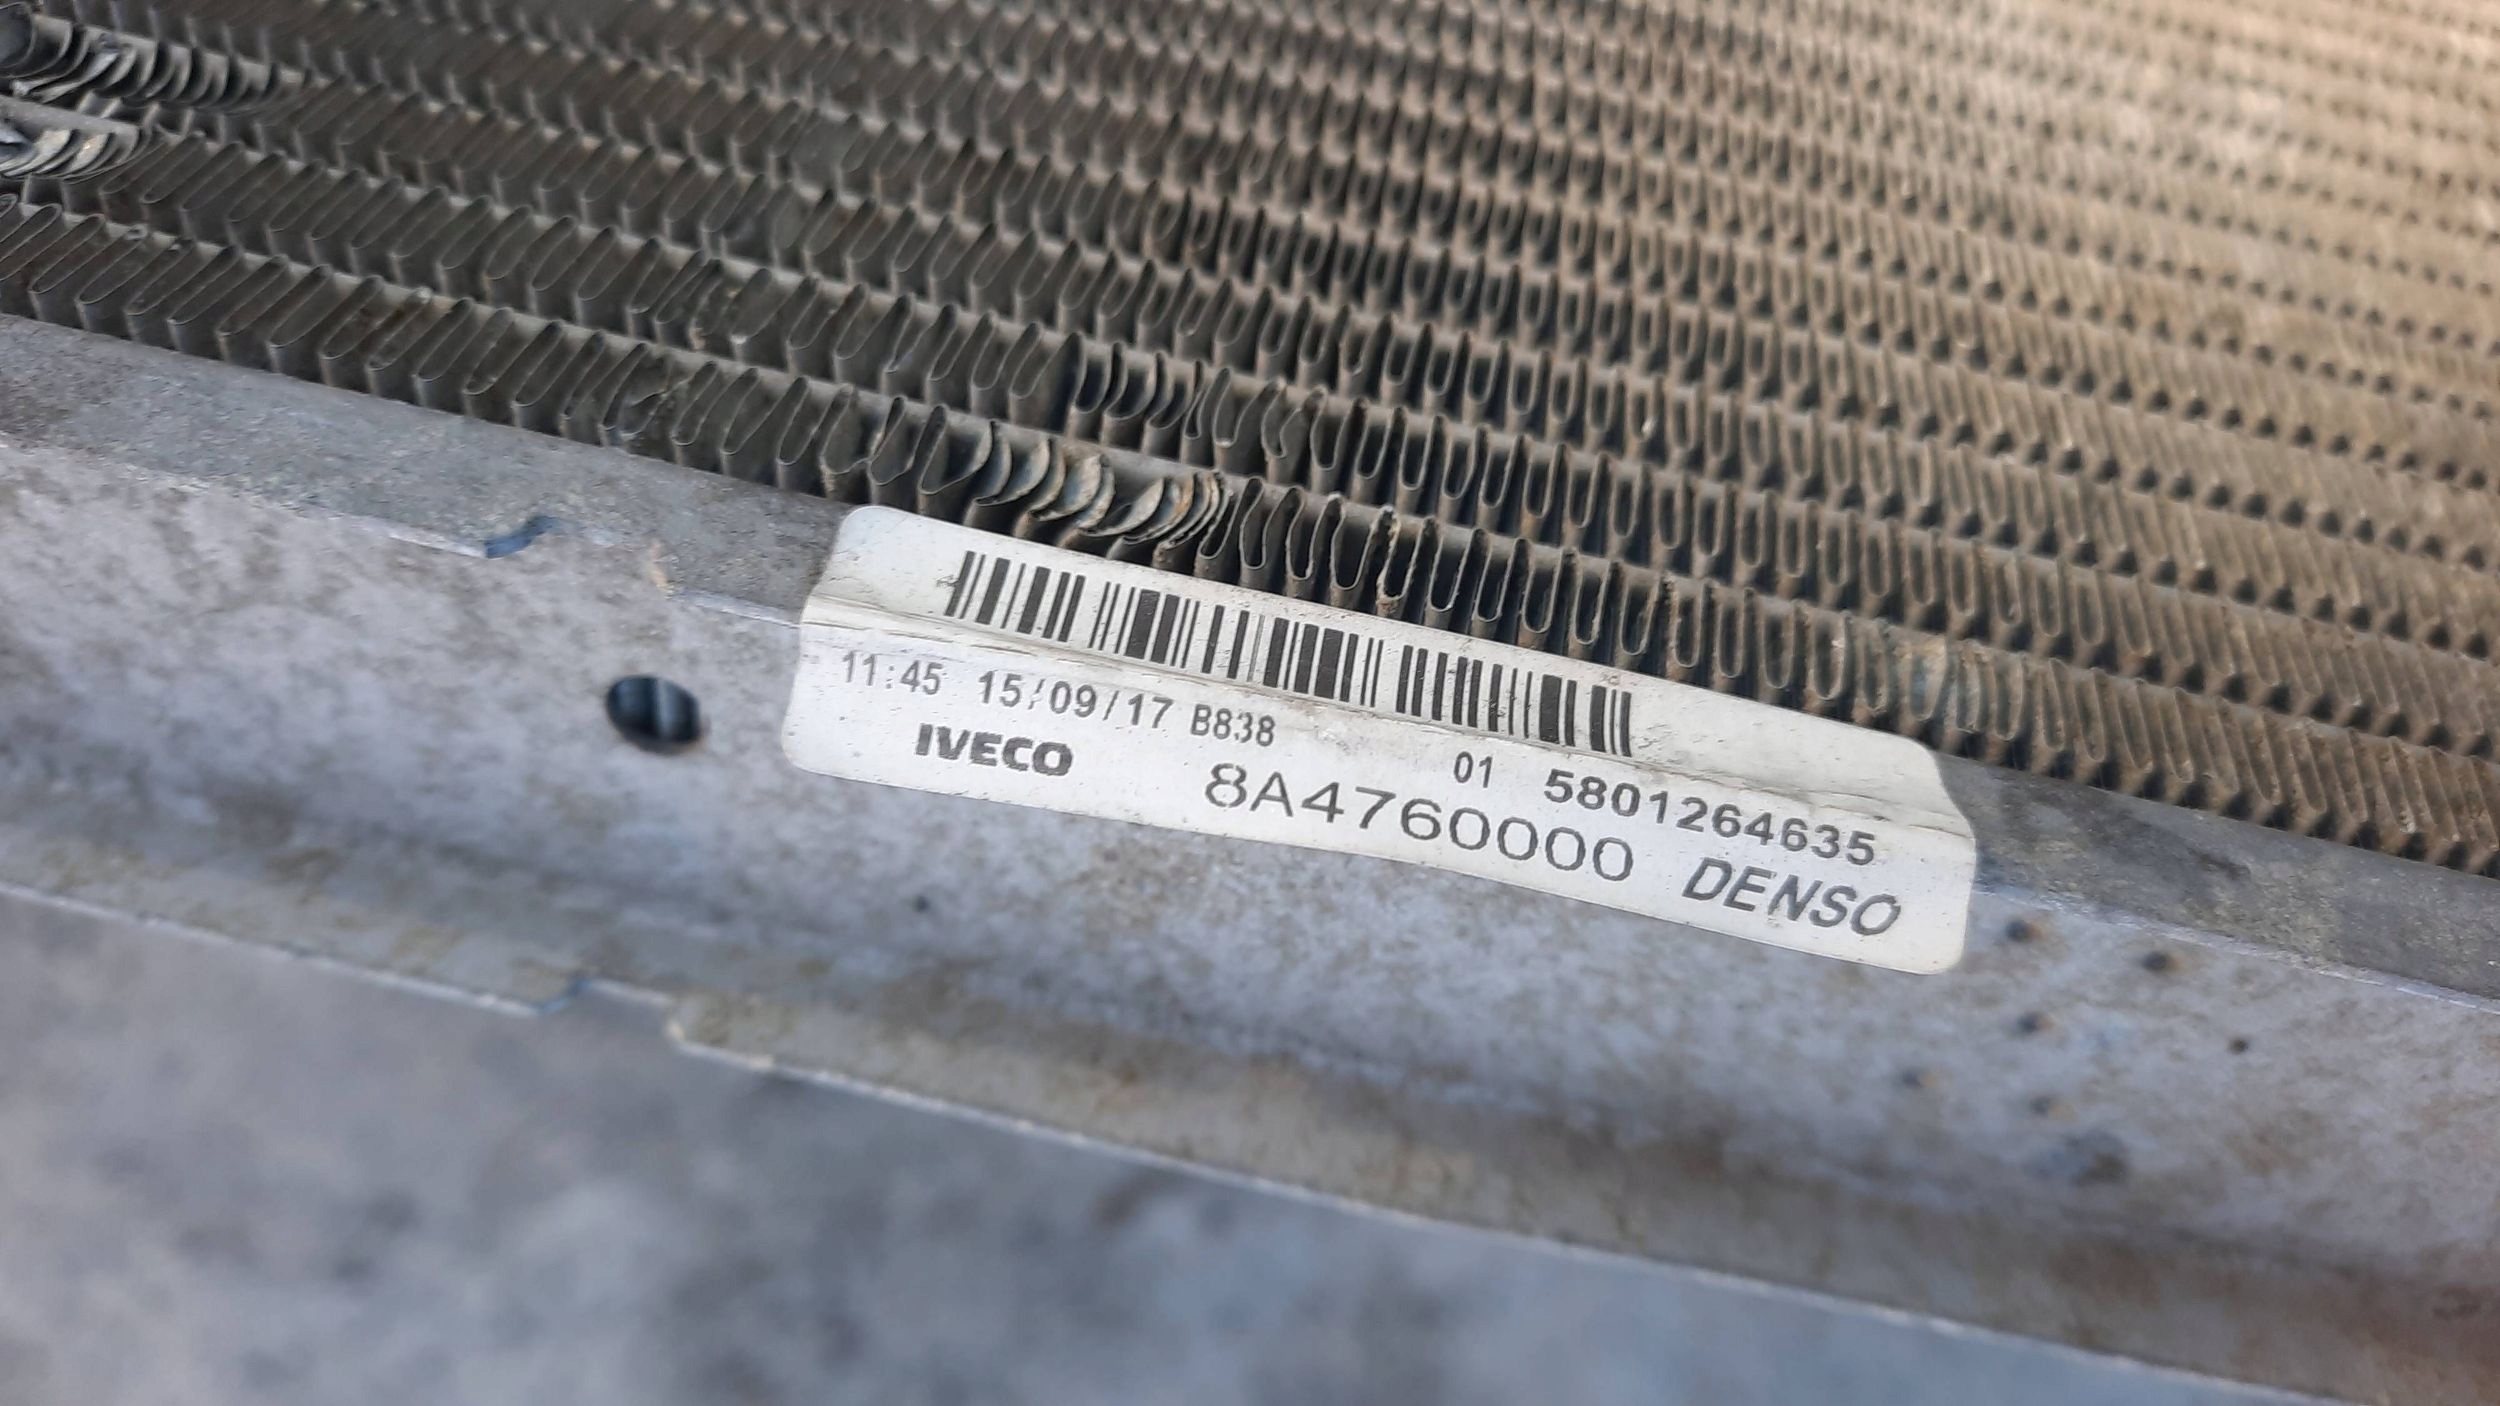 11:45 15/09/17 B838 01 5801264635
IVECO 8A4760000 DENSO